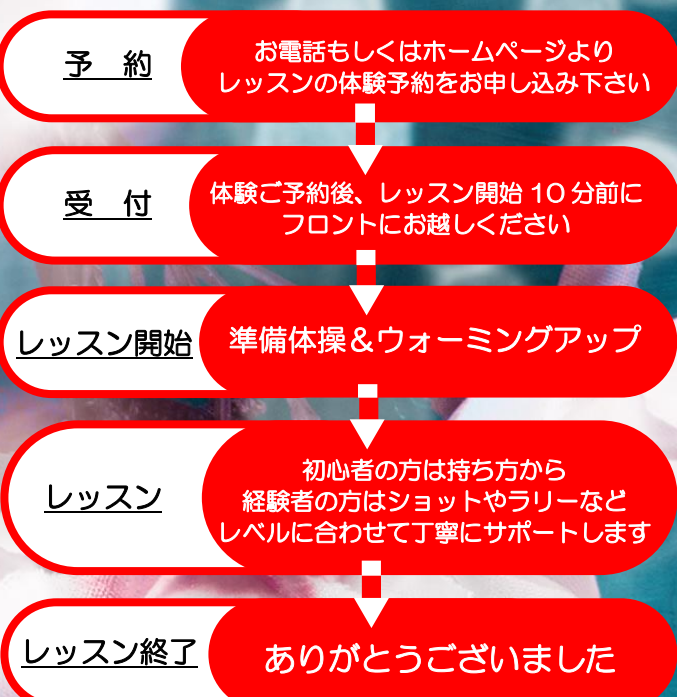 予　約
お電話もしくはホームページより
レッスンの体験予約をお申し込み下さい
受　付
体験ご予約後、レッスン開始 10 分前に
フロントにお越しください
レッスン開始
準備体操＆ウォーミングアップ
レッスン
初心者の方は持ち方から
経験者の方はショットやラリーなど
レベルに合わせて丁寧にサポートします
レッスン終了
ありがとうございました